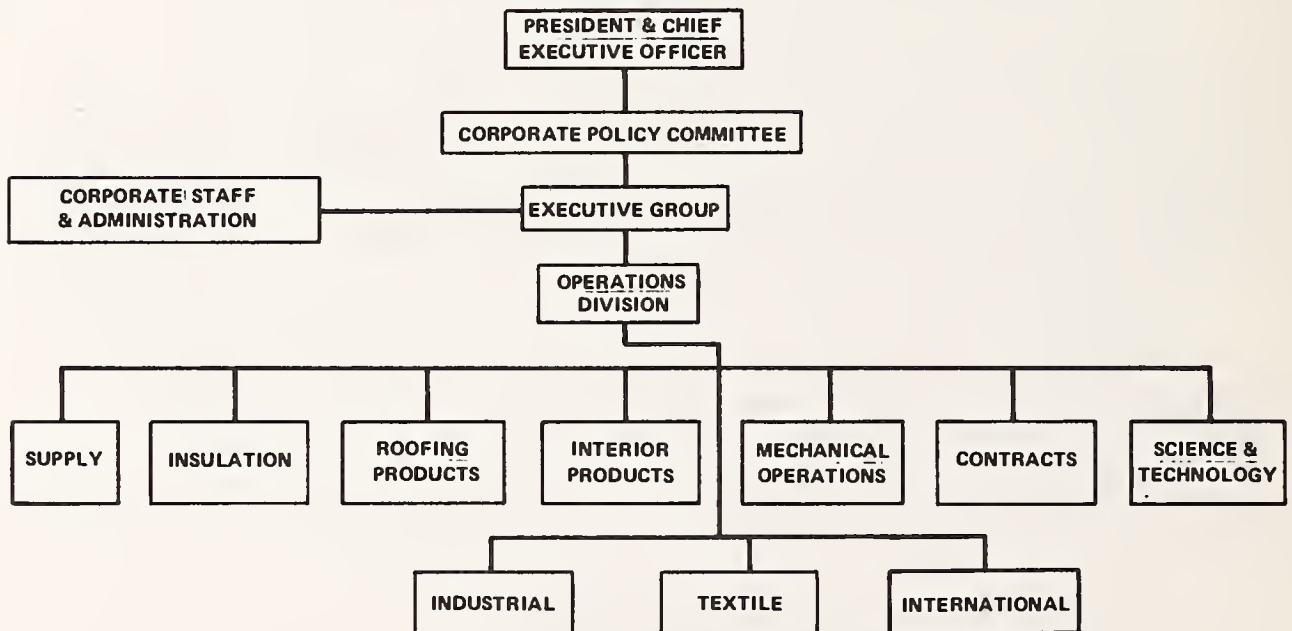 PRESIDENT & CHIEF
EXECUTIVE OFFICER
CORPORATE POLICY COMMITTEE
CORPORATE STAFF
& ADMINISTRATION
EXECUTIVE GROUP
OPERATIONS
DIVISION
SUPPLY
INSULATION
ROOFING
PRODUCTS
INTERIOR
PRODUCTS
MECHANICAL
OPERATIONS
CONTRACTS
SCIENCE &
TECHNOLOGY
INDUSTRIAL
TEXTILE
INTERNATIONAL